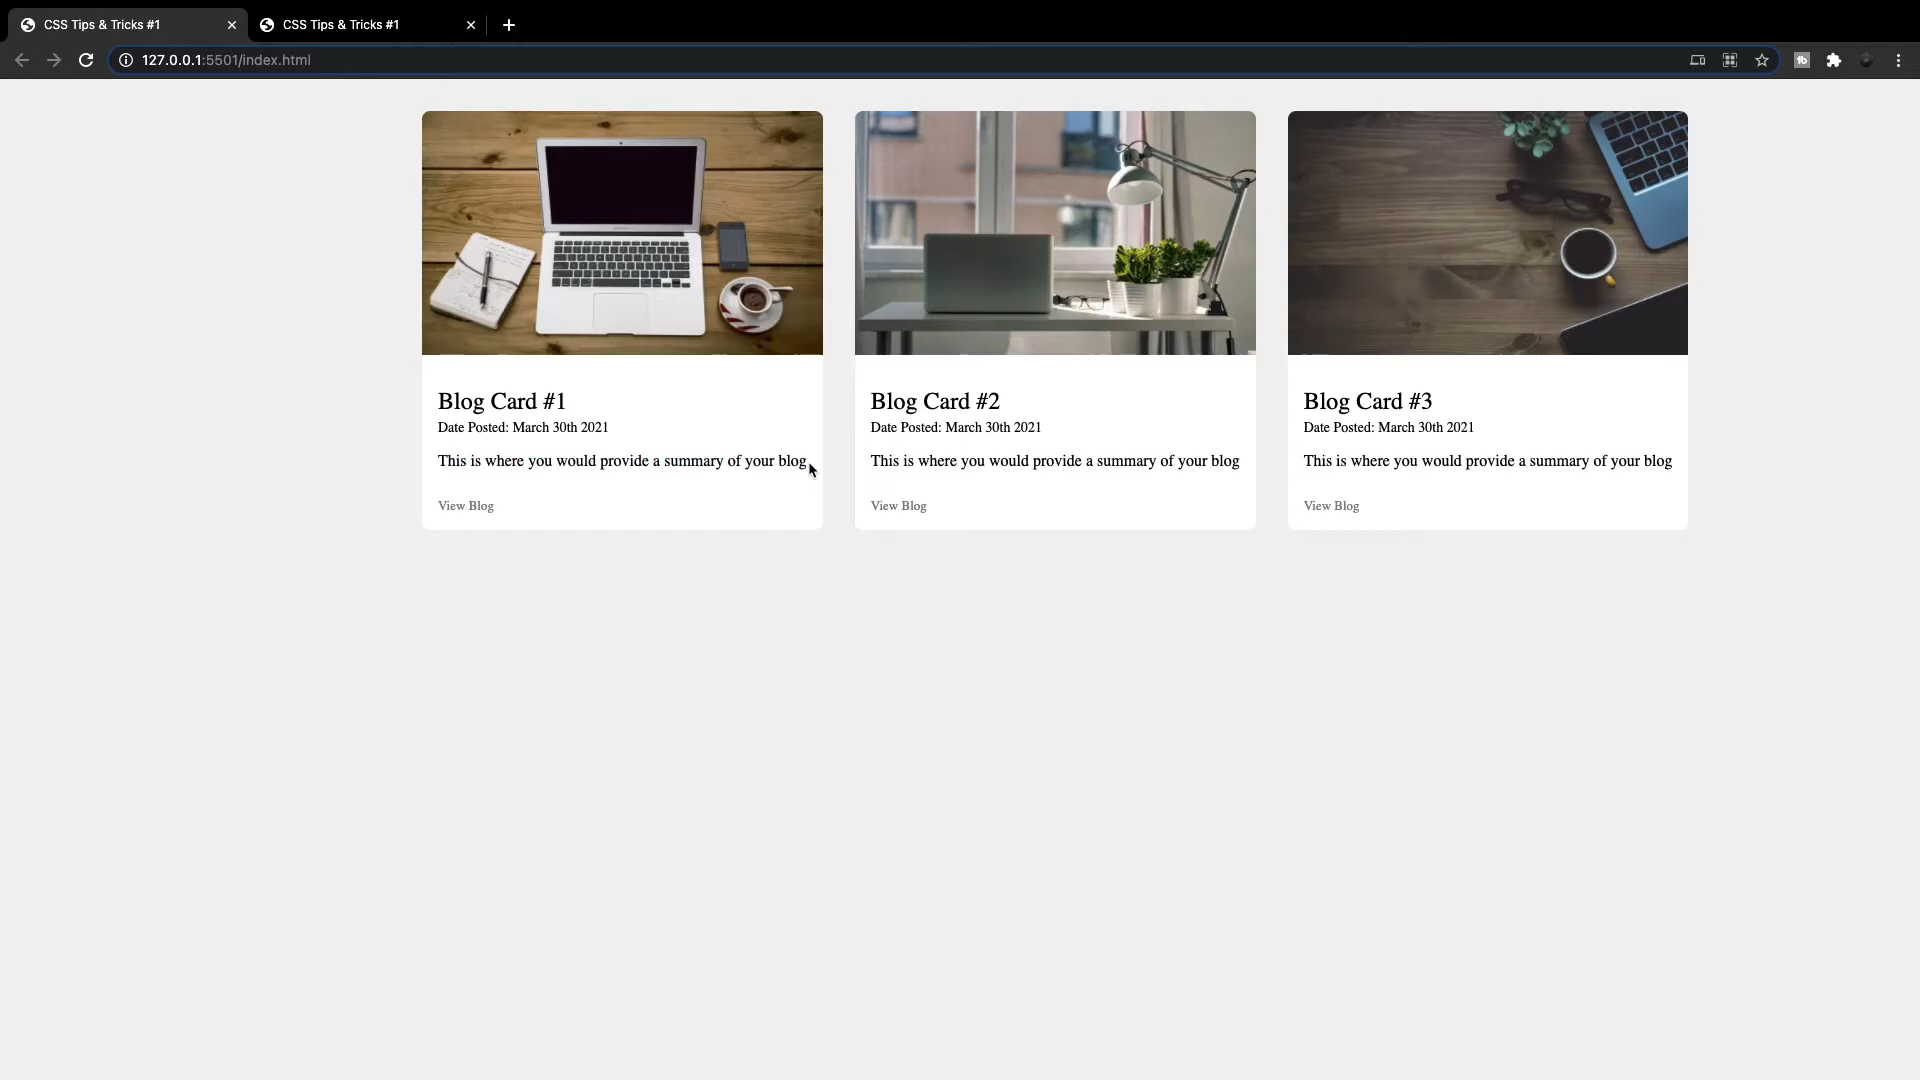 CSS Tips & Tricks #1
CSS Tips & Tricks #1
127.0.0.1:5501/index.html
Blog Card #1
Date Posted: March 30th 2021
This is where you would provide a summary of your blog
View Blog
Blog Card #2
Date Posted: March 30th 2021
This is where you would provide a summary of your blog
View Blog
Blog Card #3
Date Posted: March 30th 2021
This is where you would provide a summary of your blog
View Blog